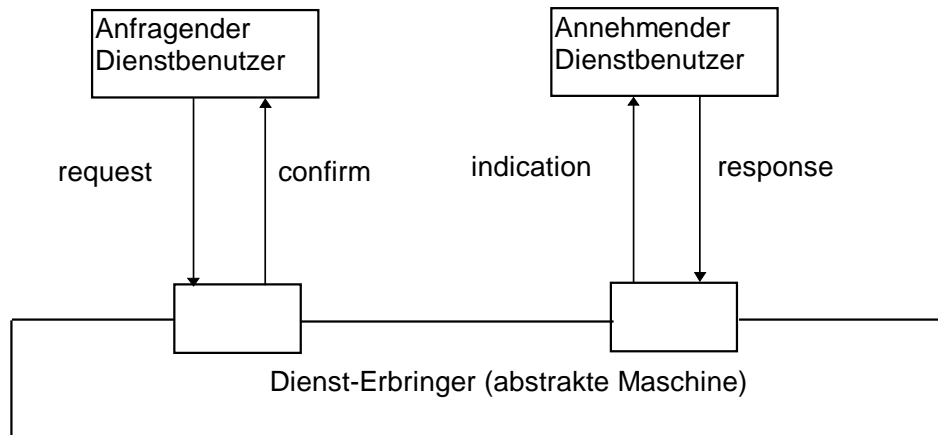 Anfragender
Dienstbenutzer
Annehmender
Dienstbenutzer
request
confirm
indication
response
Dienst-Erbringer (abstrakte Maschine)